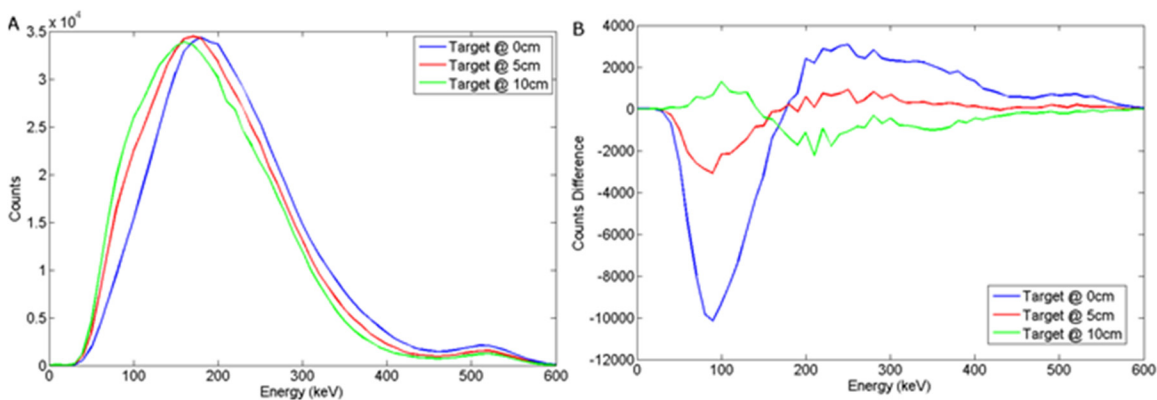 A
3.5 x 10^4
3
2.5
2
1.5
1
0.5
0
Counts
0 100 200 300 400 500 600
Energy (keV)
Target @ 0cm
Target @ 5cm
Target @ 10cm
B
4000
2000
0
-2000
-4000
-6000
-8000
-10000
-12000
Counts Difference
0 100 200 300 400 500 600
Energy (keV)
Target @ 0cm
Target @ 5cm
Target @ 10cm